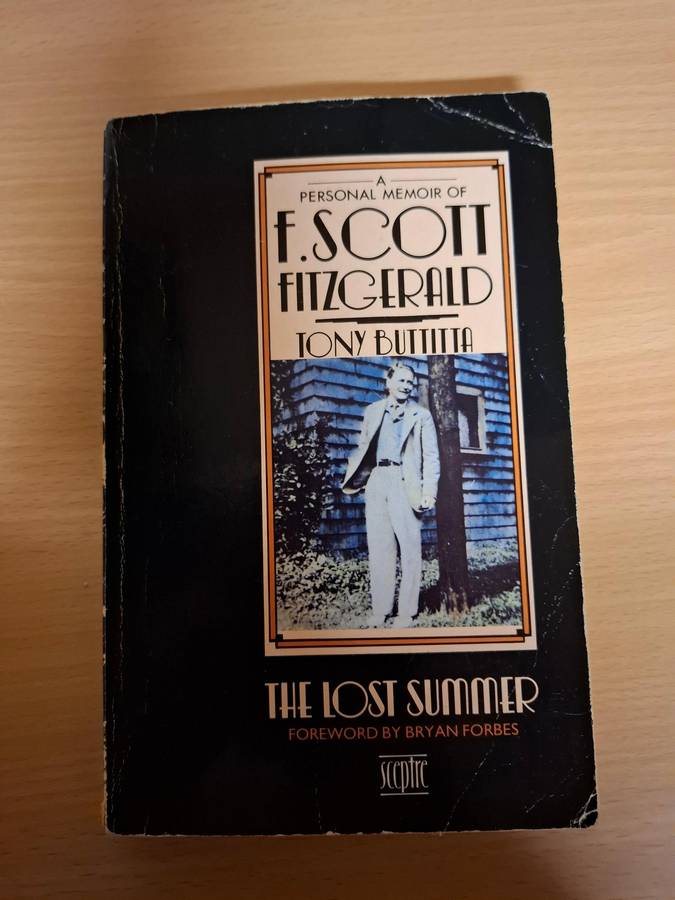 A
PERSONAL MEMOIR OF
F. SCOTT
FITZGERALD
TONY BUTTITTA
THE LOST SUMMER
FOREWORD BY BRYAN FORBES
sceptre